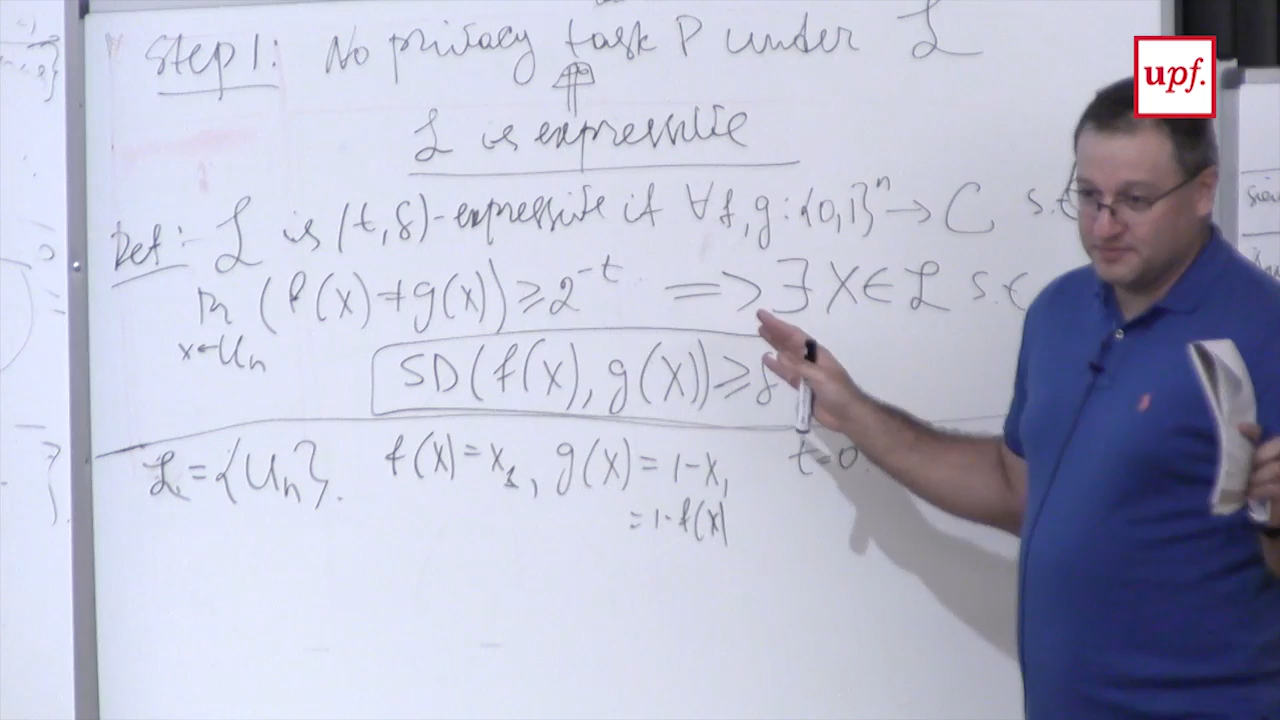 Step 1: No privacy task P under ℒ
⇑
ℒ is expressive
Def: ℒ is (t,δ)-expressive if ∀f,g:{0,1}ⁿ → C s.t
Pr (f(x)≠g(x)) ≥ 2^-t ⟹ ∃ X∈ℒ s.t
x←Uₙ
SD(f(X), g(X)) ≥ δ
ℒ = {Uₙ}. f(x) = x₁, g(x) = 1-x₁ t=0.
= 1-f(x)
upf.